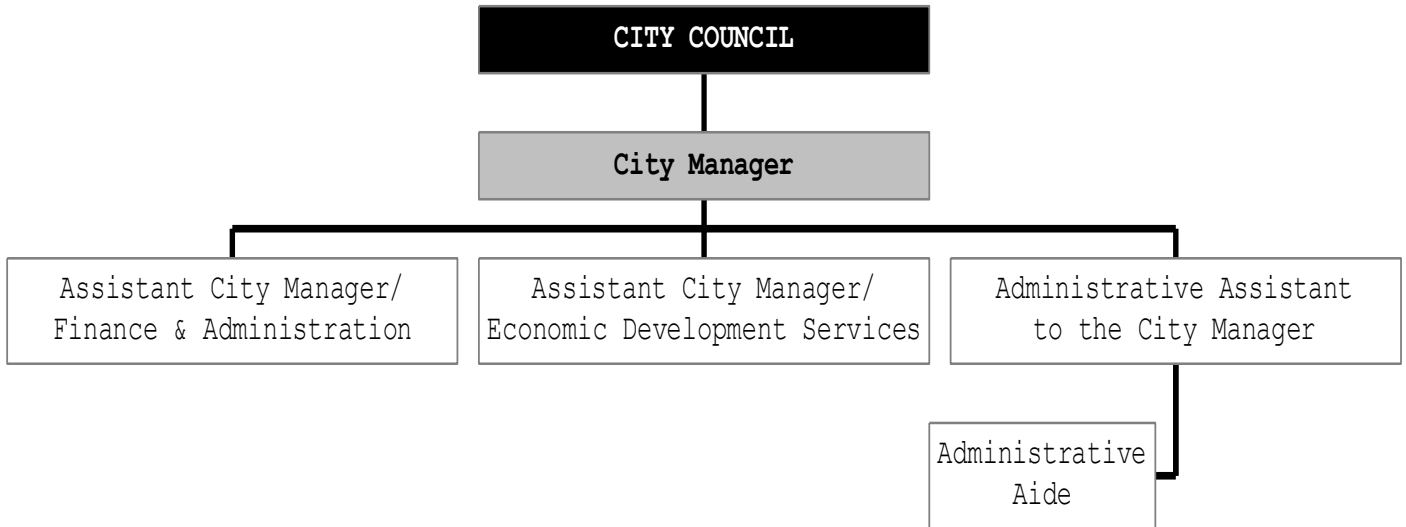 CITY COUNCIL
City Manager
Assistant City Manager/
Finance & Administration
Assistant City Manager/
Economic Development Services
Administrative Assistant
to the City Manager
Administrative
Aide